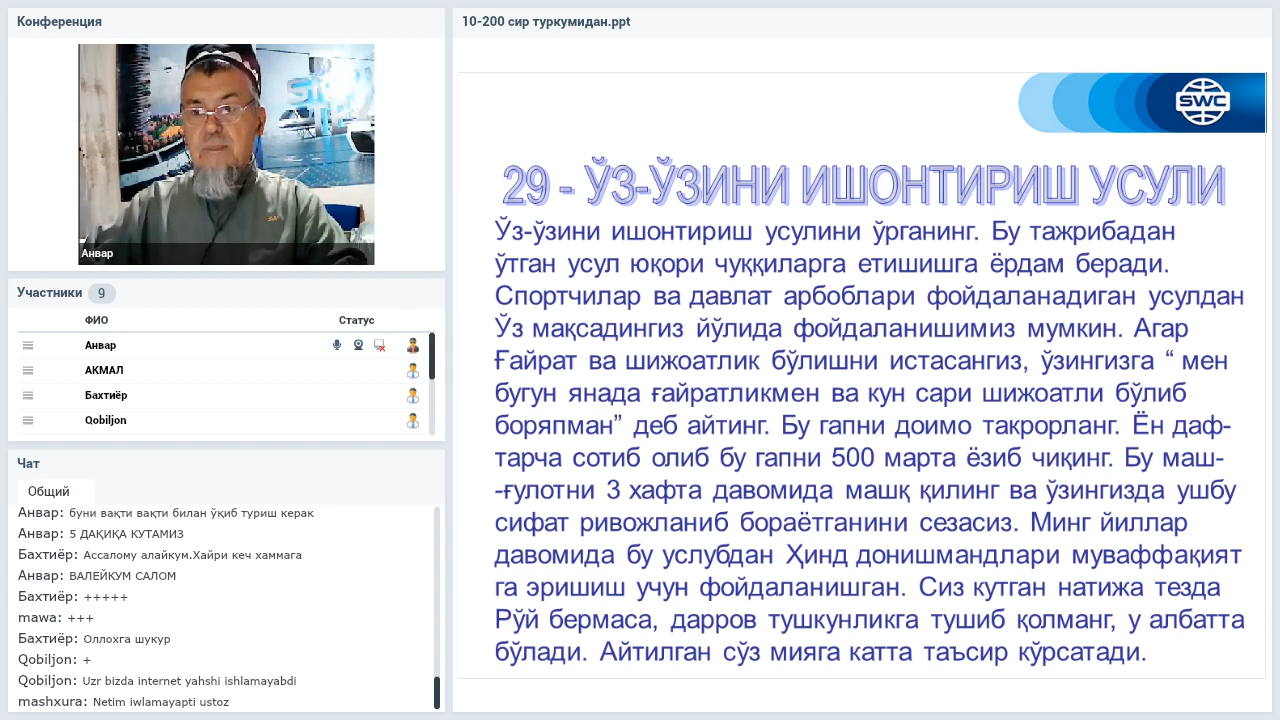 Конференция
Анвар
Участники 9
ФИО Статус
Анвар
АКМАЛ
Бахтиёр
Qobiljon
Чат
Общий
Анвар: буни вақти вақти билан ўқиб туриш керак
Анвар: 5 ДАҚИҚА КУТАМИЗ
Бахтиёр: Ассалому алайкум.Хайри кеч хаммага
Анвар: ВАЛЕЙКУМ САЛОМ
Бахтиёр: +++++
mawa: +++
Бахтиёр: Оллохга шукур
Qobiljon: +
Qobiljon: Uzr bizda internet yahshi ishlamayabdi
mashxura: Netim iwlamayapti ustoz
10-200 сир туркумидан.ppt
SWC
29 - ЎЗ-ЎЗИНИ ИШОНТИРИШ УСУЛИ
Ўз-ўзини ишонтириш усулини ўрганинг. Бу тажрибадан
ўтган усул юқори чуққиларга етишишга ёрдам беради.
Спортчилар ва давлат арбоблари фойдаланадиган усулдан
Ўз мақсадингиз йўлида фойдаланишимиз мумкин. Агар
Ғайрат ва шижоатлик бўлишни истасангиз, ўзингизга “ мен
бугун янада ғайратликмен ва кун сари шижоатли бўлиб
боряпман” деб айтинг. Бу гапни доимо такрорланг. Ён даф-
тарча сотиб олиб бу гапни 500 марта ёзиб чиқинг. Бу маш-
-ғулотни 3 хафта давомида машқ қилинг ва ўзингизда ушбу
сифат ривожланиб бораётганини сезасиз. Минг йиллар
давомида бу услубдан Ҳинд донишмандлари муваффақият
га эришиш учун фойдаланишган. Сиз кутган натижа тезда
Рўй бермаса, дарров тушкунликга тушиб қолманг, у албатта
бўлади. Айтилган сўз мияга катта таъсир кўрсатади.